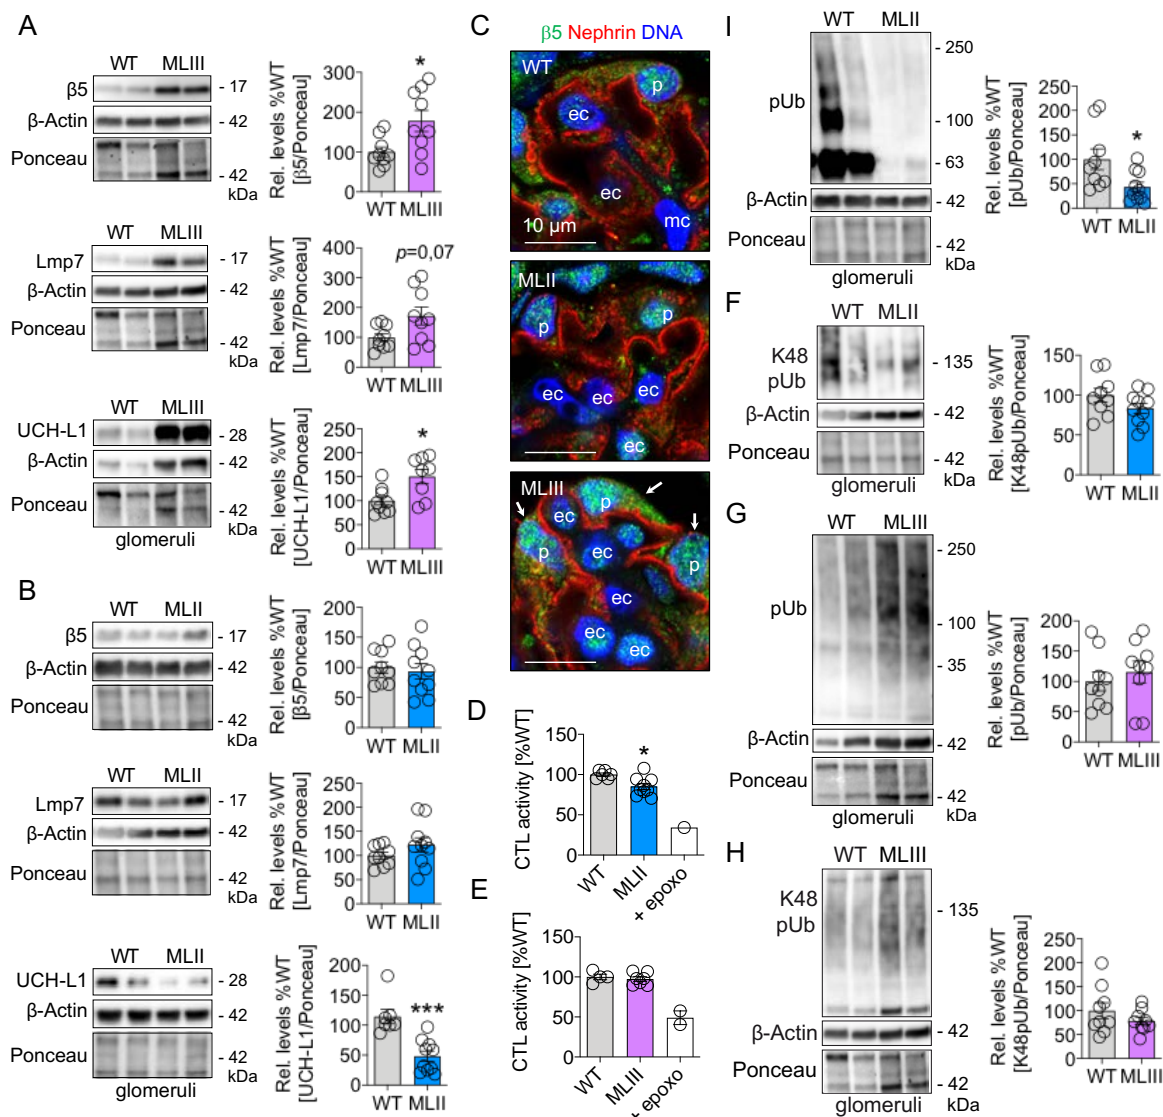 A
WT MLIII
β5
- 17
β-Actin
- 42
Ponceau
- 42
kDa
Rel. levels %WT
[β5/Ponceau]
300
200
100
0
*
WT MLIII
WT MLIII
Lmp7
- 17
β-Actin
- 42
Ponceau
- 42
kDa
Rel. levels %WT
[Lmp7/Ponceau]
400
300
200
100
0
p=0,07
WT MLIII
WT MLIII
UCH-L1
- 28
β-Actin
- 42
Ponceau
- 42
kDa
glomeruli
Rel. levels %WT
[UCH-L1/Ponceau]
250
200
150
100
50
0
*
WT MLIII
B
WT MLII
β5
- 17
β-Actin
- 42
Ponceau
- 42
kDa
Rel. levels %WT
[β5/Ponceau]
200
150
100
50
0
WT MLII
WT MLII
Lmp7
- 17
β-Actin
- 42
Ponceau
- 42
kDa
Rel. levels %WT
[Lmp7/Ponceau]
200
150
100
50
0
WT MLII
WT MLII
UCH-L1
- 28
β-Actin
- 42
Ponceau
- 42
kDa
glomeruli
Rel. levels %WT
[UCH-L1/Ponceau]
200
150
100
50
0
***
WT MLII
C
β5 Nephrin DNA
WT
p
ec
ec
mc
10 µm
MLII
p
p
ec
ec
ec
ec
MLIII
p
ec
p
ec
p
ec
ec
ec
D
CTL activity [%WT]
150
100
50
0
*
WT
MLII
+ epoxo
E
CTL activity [%WT]
150
100
50
0
WT
MLIII
+ epoxo
I
WT MLII
pUb
- 250
- 100
- 63
β-Actin
- 42
Ponceau
- 42
kDa
glomeruli
Rel. levels %WT
[pUb/Ponceau]
250
200
150
100
50
0
*
WT MLII
F
WT MLII
K48
pUb
- 135
β-Actin
- 42
Ponceau
- 42
kDa
glomeruli
Rel. levels %WT
[K48pUb/Ponceau]
200
150
100
50
0
WT MLII
G
WT MLIII
pUb
- 250
- 100
- 35
β-Actin
- 42
Ponceau
- 42
kDa
glomeruli
Rel. levels %WT
[pUb/Ponceau]
200
150
100
50
0
WT MLIII
H
WT MLIII
K48
pUb
- 135
β-Actin
- 42
Ponceau
- 42
kDa
glomeruli
Rel. levels %WT
[K48pUb/Ponceau]
250
200
150
100
50
0
WT MLIII